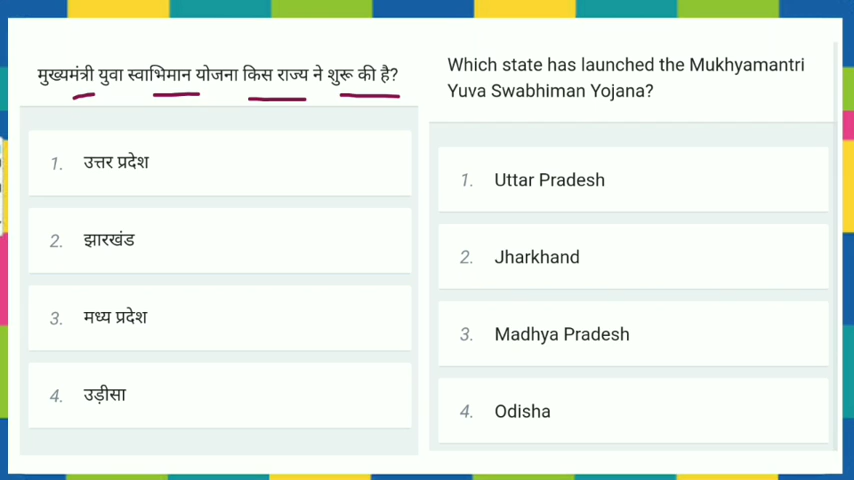 मुख्यमंत्री युवा स्वाभिमान योजना किस राज्य ने शुरू की है?
1. उत्तर प्रदेश
2. झारखंड
3. मध्य प्रदेश
4. उड़ीसा
Which state has launched the Mukhyamantri
Yuva Swabhiman Yojana?
1. Uttar Pradesh
2. Jharkhand
3. Madhya Pradesh
4. Odisha